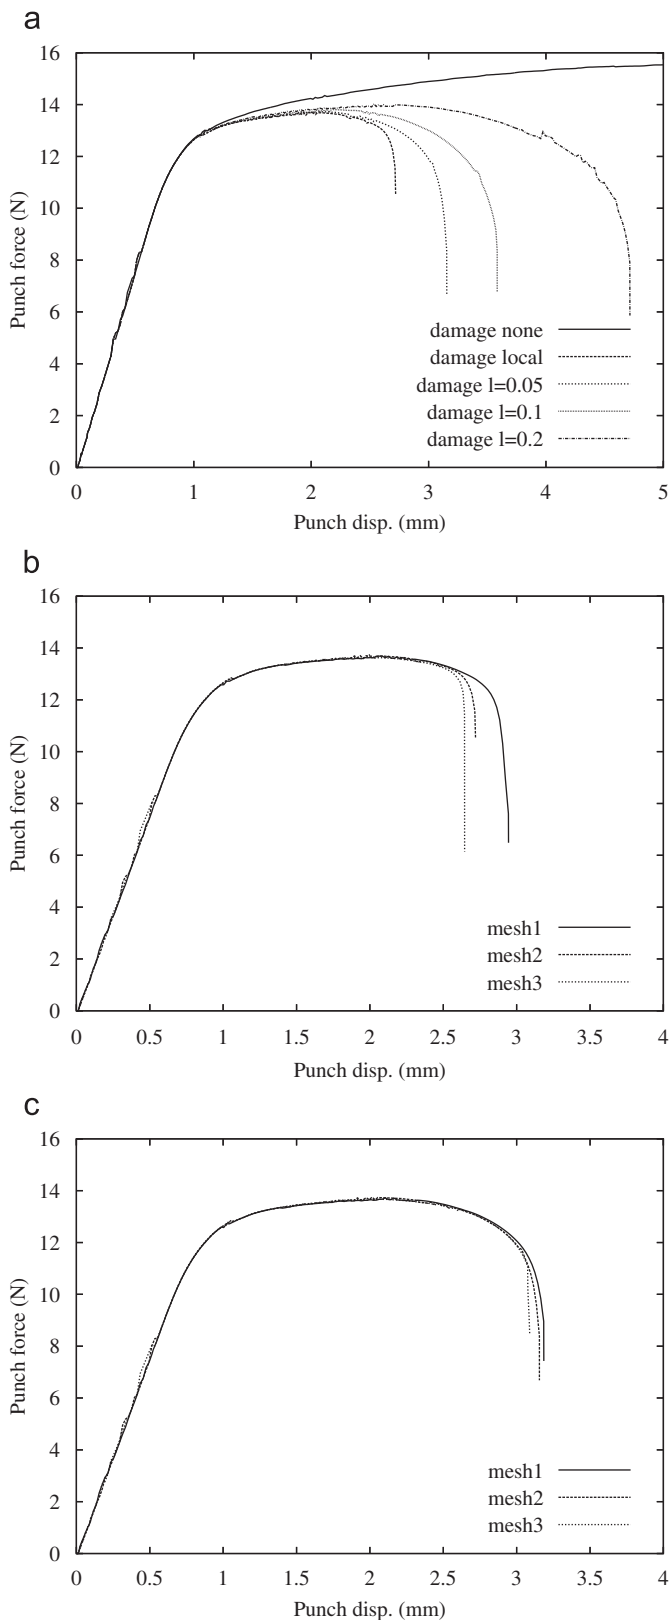 a
16
14
12
10
8
6
4
2
0
Punch force (N)
damage none
damage local
damage l=0.05
damage l=0.1
damage l=0.2
0 1 2 3 4 5
Punch disp. (mm)
b
16
14
12
10
8
6
4
2
0
Punch force (N)
mesh1
mesh2
mesh3
0 0.5 1 1.5 2 2.5 3 3.5 4
Punch disp. (mm)
c
16
14
12
10
8
6
4
2
0
Punch force (N)
mesh1
mesh2
mesh3
0 0.5 1 1.5 2 2.5 3 3.5 4
Punch disp. (mm)